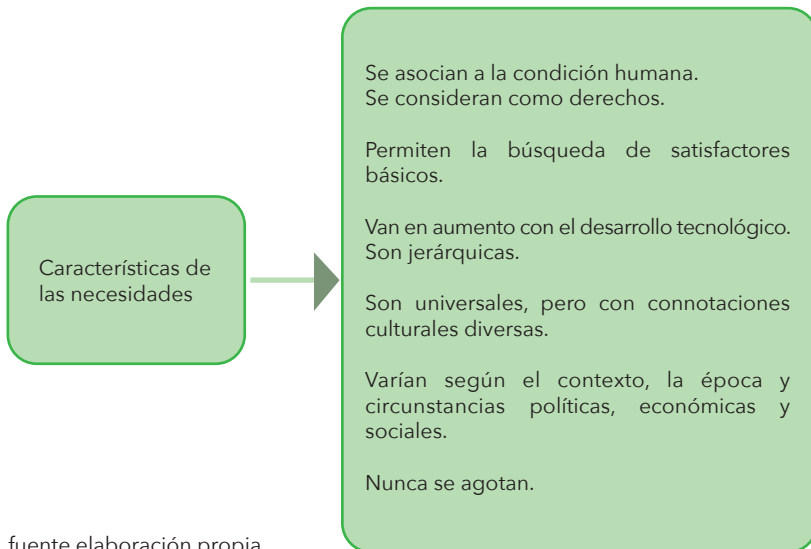 Se asocian a la condición humana.
Se consideran como derechos.
Permiten la búsqueda de satisfactores
básicos.
Van en aumento con el desarrollo tecnológico.
Son jerárquicas.
Son universales, pero con connotaciones
culturales diversas.
Varían según el contexto, la época y
circunstancias políticas, económicas y
sociales.
Nunca se agotan.
Características de
las necesidades
fuente elaboración propia